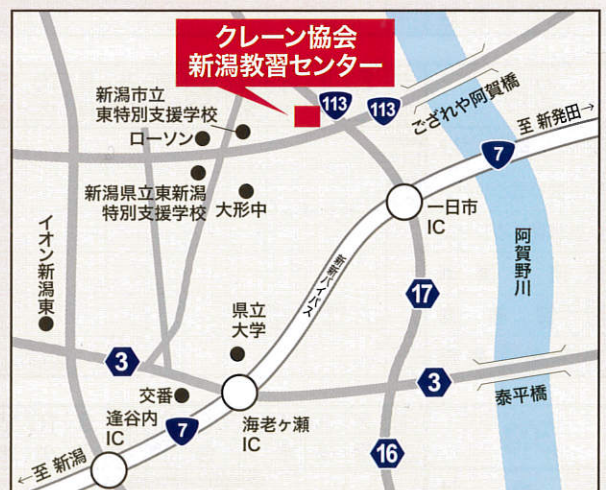 クレーン協会
新潟教習センター
新潟市立
東特別支援学校
ローソン
113
113
ござれや阿賀橋
至 新発田→
7
新潟県立東新潟
特別支援学校
大形中
一日市
IC
イオン新潟東
新新バイパス
阿賀野川
17
県立
大学
3
3
交番
逢谷内
IC
7
海老ヶ瀬
IC
泰平橋
16
←至 新潟